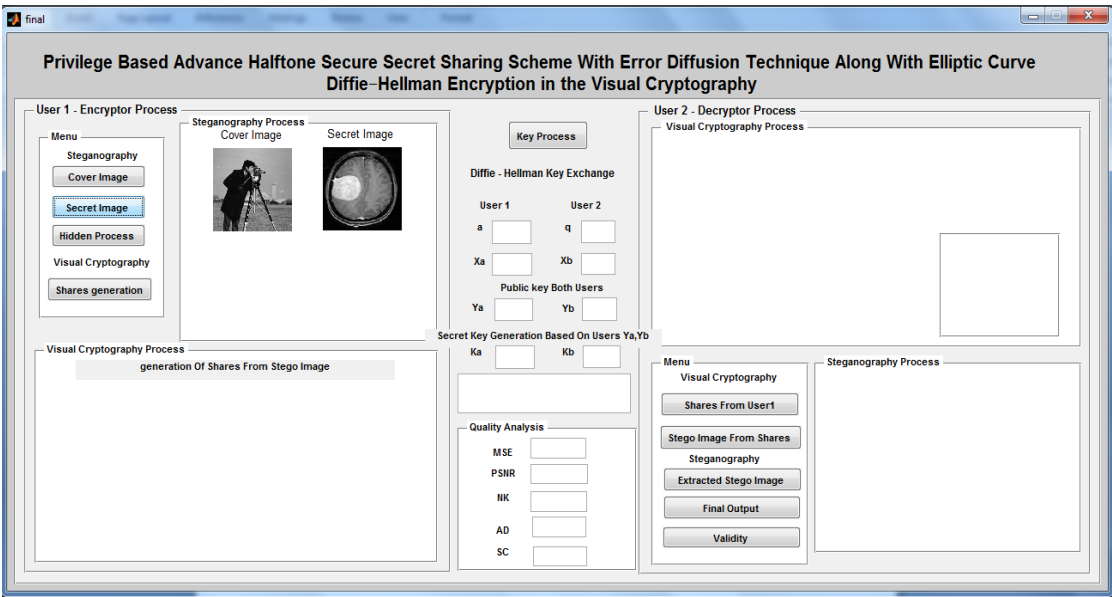 final
Privilege Based Advance Halftone Secure Secret Sharing Scheme With Error Diffusion Technique Along With Elliptic Curve
Diffie-Hellman Encryption in the Visual Cryptography
User 1 - Encryptor Process
Menu
Steganography
Cover Image
Secret Image
Hidden Process
Visual Cryptography
Shares generation
Steganography Process
Cover Image Secret Image
Visual Cryptography Process
generation Of Shares From Stego Image
Key Process
Diffie - Hellman Key Exchange
User 1 User 2
a q
Xa Xb
Public key Both Users
Ya Yb
Secret Key Generation Based On Users Ya,Yb
Ka Kb
Quality Analysis
MSE
PSNR
NK
AD
SC
User 2 - Decryptor Process
Visual Cryptography Process
Menu
Visual Cryptography
Shares From User1
Stego Image From Shares
Steganography
Extracted Stego Image
Final Output
Validity
Steganography Process